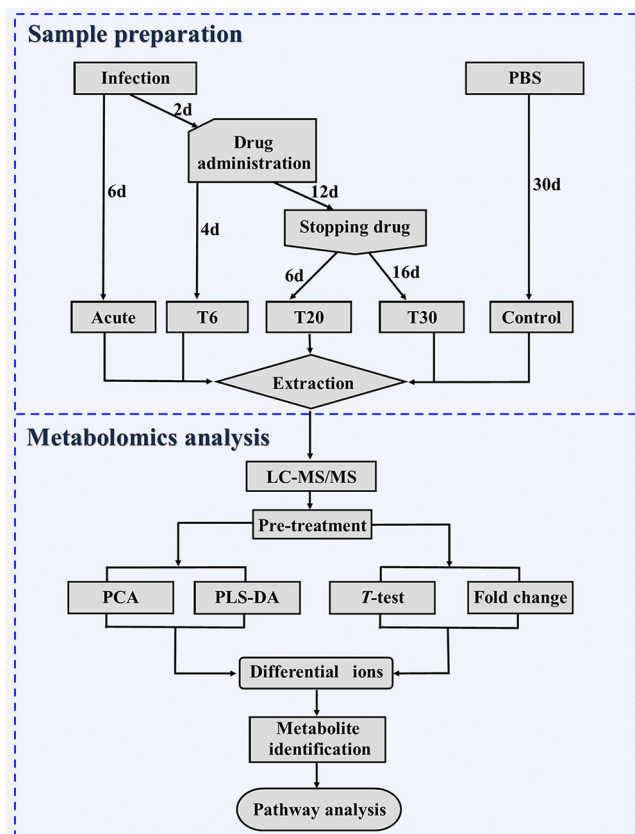 Sample preparation
Infection
PBS
2d
Drug
administration
6d
4d
12d
30d
Stopping drug
6d
16d
Acute
T6
T20
T30
Control
Extraction
Metabolomics analysis
LC-MS/MS
Pre-treatment
PCA
PLS-DA
T-test
Fold change
Differential ions
Metabolite
identification
Pathway analysis